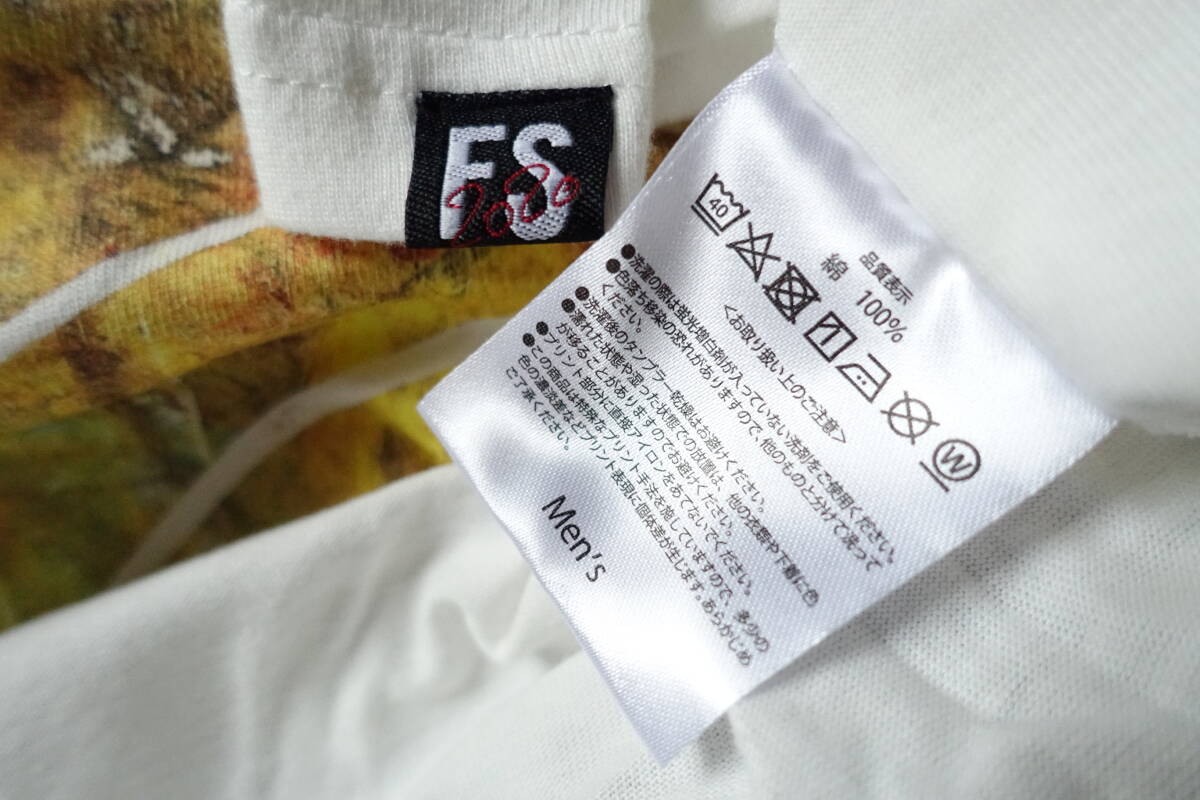 FS
2080
40
W
品質表示
綿 100%
<お取り扱い上のご注意>
●洗濯の際は蛍光増白剤が入っていない洗剤をご使用ください。
●色落ち移染の恐れがありますので、他のものと分けて洗って
ください。
●洗濯後のタンブラー乾燥はお避けください。
●濡れた状態や湿った状態での放置は、他の衣類や下着に色
が移ることがありますのでお避けください。
●プリント部分に直接アイロンをあてないでください。
●この商品は特殊なプリント手法を施していますので、多少の
色の濃淡差などプリント表現に個体差が生じます。あらかじめ
ご了承ください。
Men's